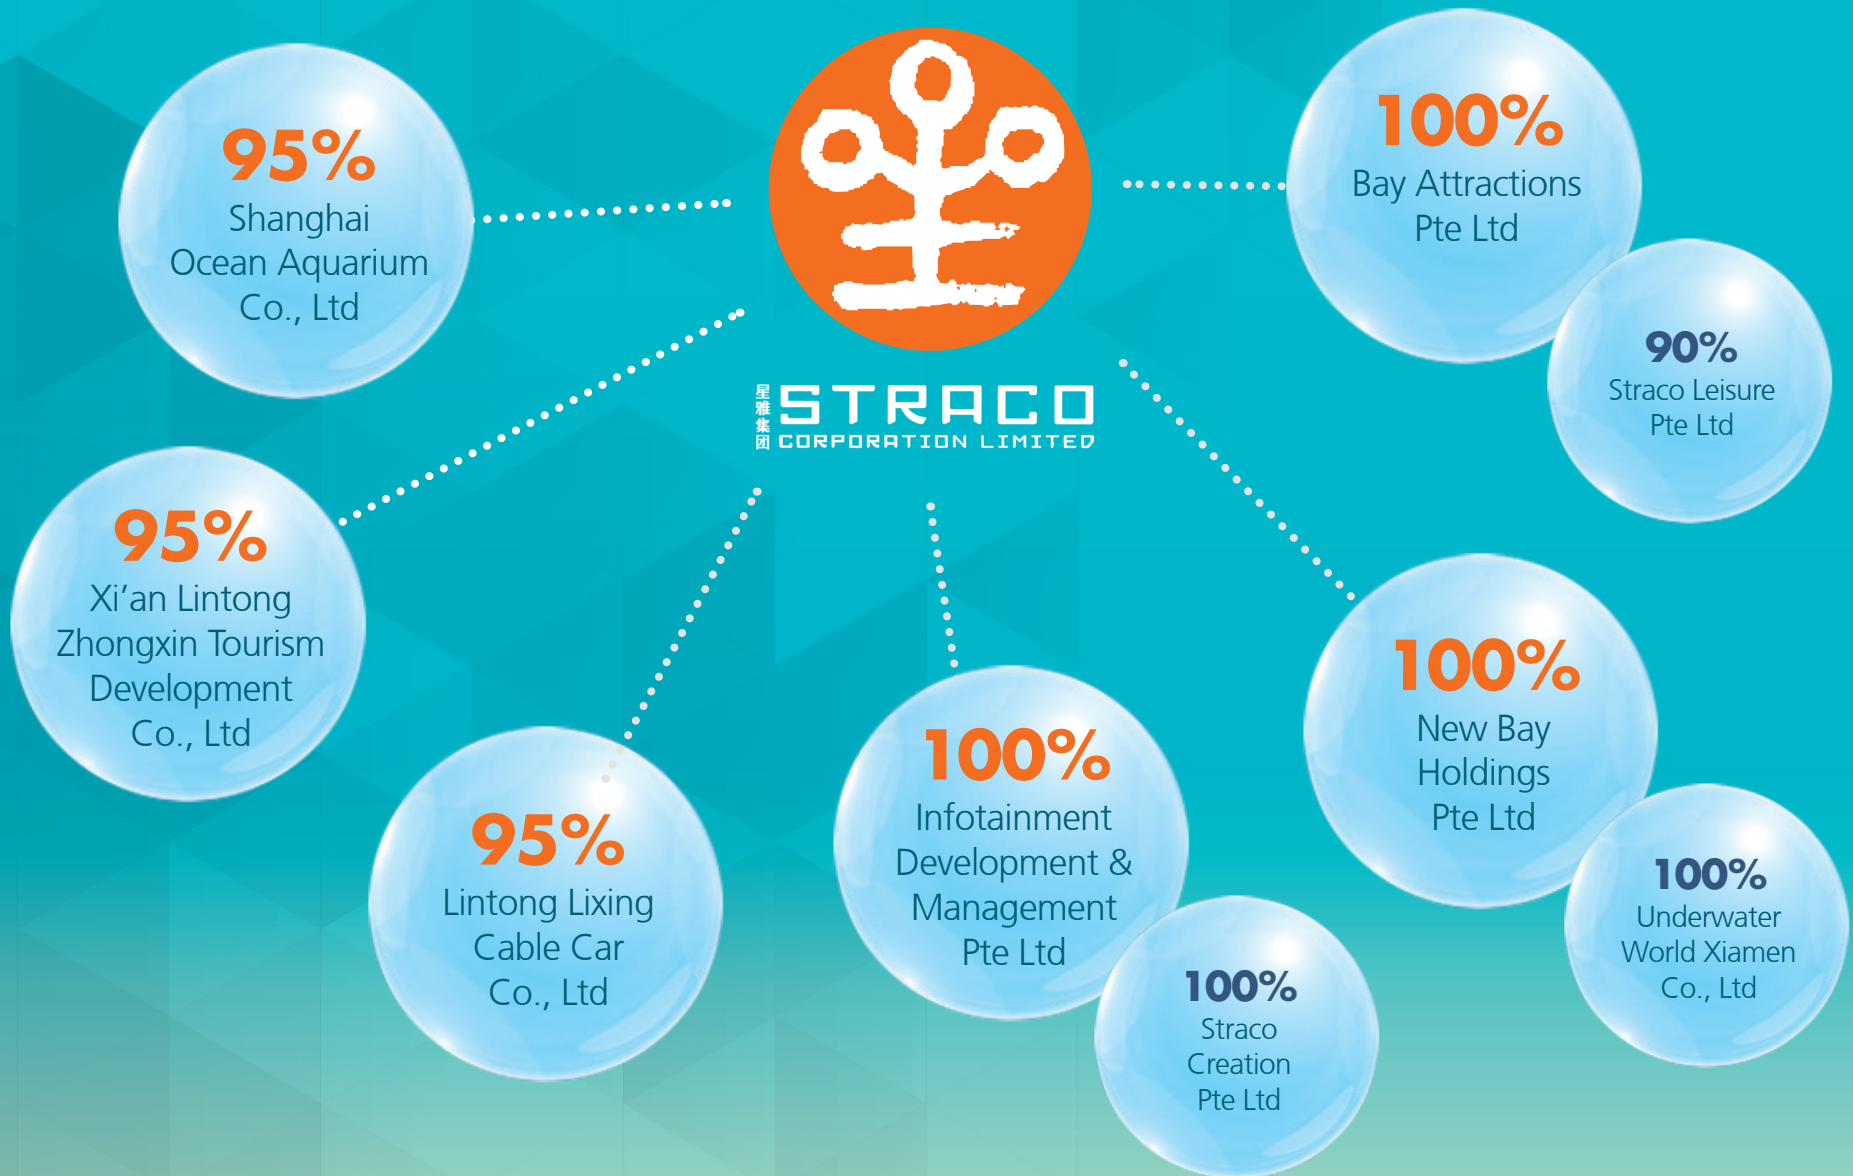 星雅集团
STRACO
CORPORATION LIMITED
95%
Shanghai
Ocean Aquarium
Co., Ltd
95%
Xi’an Lintong
Zhongxin Tourism
Development
Co., Ltd
95%
Lintong Lixing
Cable Car
Co., Ltd
100%
Infotainment
Development &
Management
Pte Ltd
100%
Straco
Creation
Pte Ltd
100%
New Bay
Holdings
Pte Ltd
100%
Underwater
World Xiamen
Co., Ltd
100%
Bay Attractions
Pte Ltd
90%
Straco Leisure
Pte Ltd